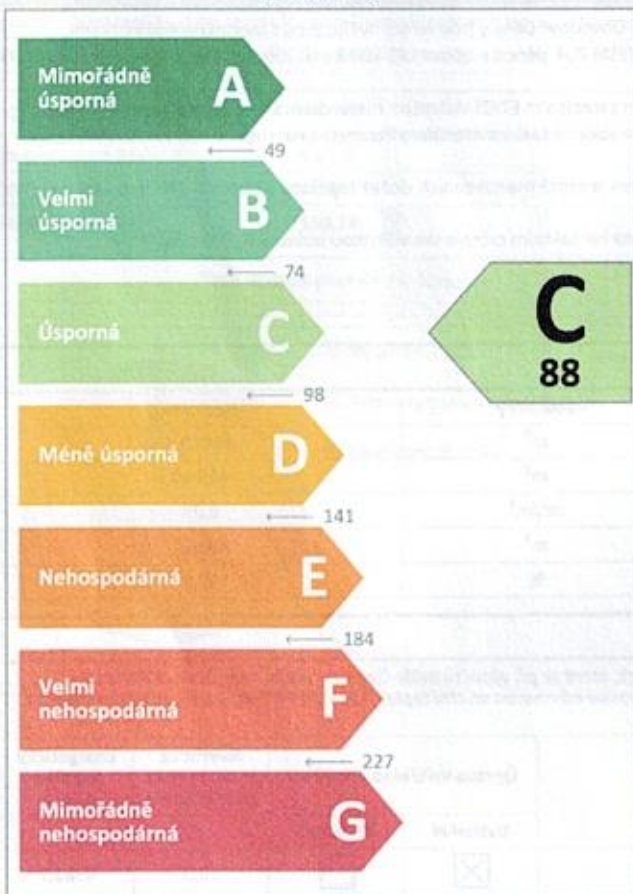 Mimořádně
úsporná A
49
Velmi
úsporná B
74
Úsporná C
C
88
98
Méně úsporná D
141
Nehospodárná E
184
Velmi
nehospodárná F
227
Mimořádně
nehospodárná G